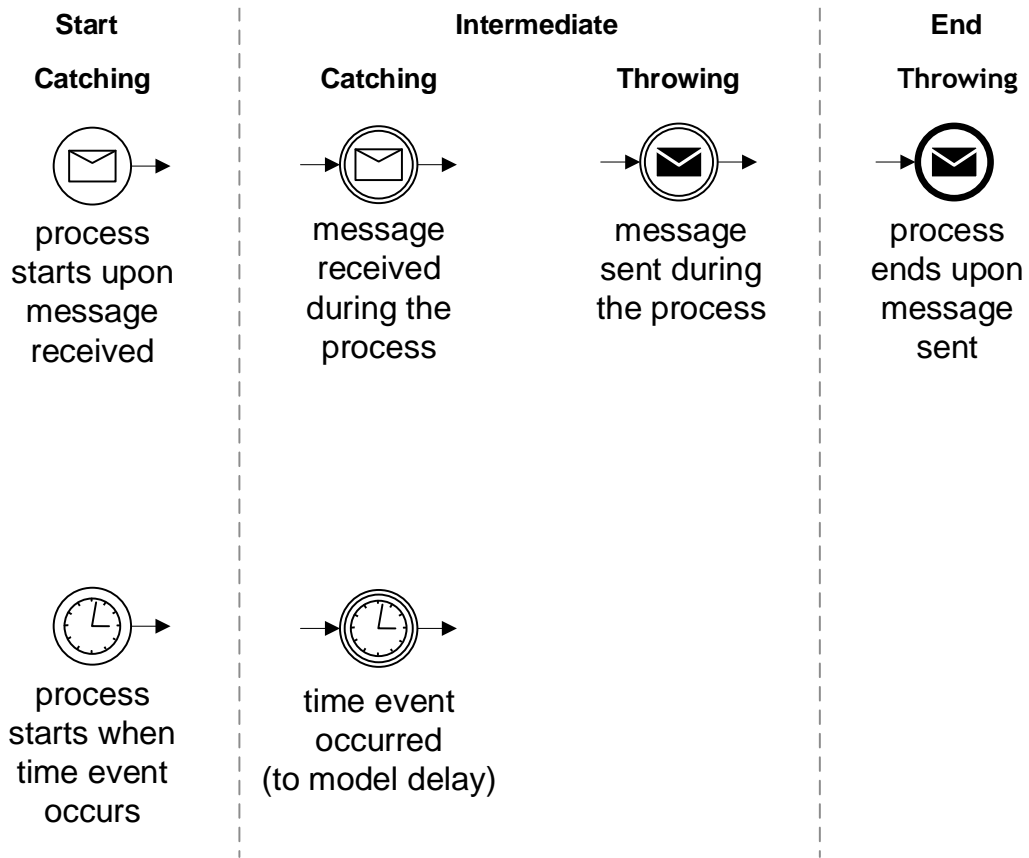 Start
Intermediate
End
Catching
Catching
Throwing
Throwing
process
starts upon
message
received
message
received
during the
process
message
sent during
the process
process
ends upon
message
sent
process
starts when
time event
occurs
time event
occurred
(to model delay)